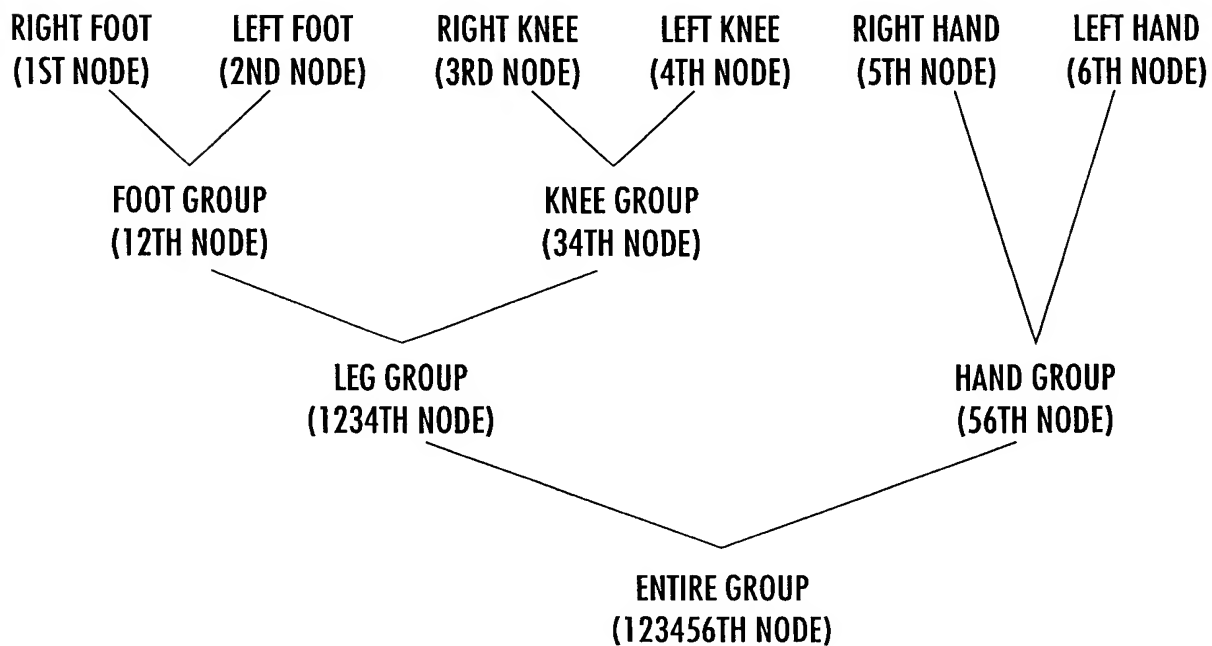 RIGHT FOOT
(1ST NODE)
LEFT FOOT
(2ND NODE)
RIGHT KNEE
(3RD NODE)
LEFT KNEE
(4TH NODE)
RIGHT HAND
(5TH NODE)
LEFT HAND
(6TH NODE)
FOOT GROUP
(12TH NODE)
KNEE GROUP
(34TH NODE)
LEG GROUP
(1234TH NODE)
HAND GROUP
(56TH NODE)
ENTIRE GROUP
(123456TH NODE)